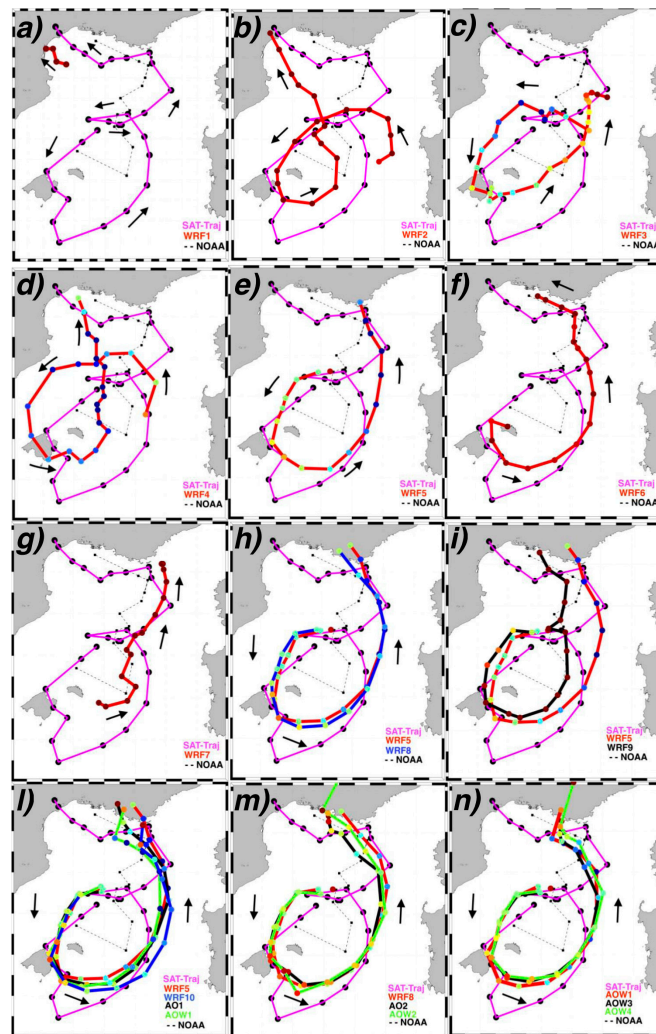 a)
SAT-Traj
WRF1
-- NOAA
b)
SAT-Traj
WRF2
-- NOAA
c)
SAT-Traj
WRF3
-- NOAA
d)
SAT-Traj
WRF4
-- NOAA
e)
SAT-Traj
WRF5
-- NOAA
f)
SAT-Traj
WRF6
-- NOAA
g)
SAT-Traj
WRF7
-- NOAA
h)
SAT-Traj
WRF5
WRF8
-- NOAA
i)
SAT-Traj
WRF5
WRF9
-- NOAA
l)
SAT-Traj
WRF5
WRF10
AO1
AOW1
-- NOAA
m)
SAT-Traj
WRF8
AO2
AOW2
-- NOAA
n)
SAT-Traj
AOW1
AOW3
AOW4
-- NOAA